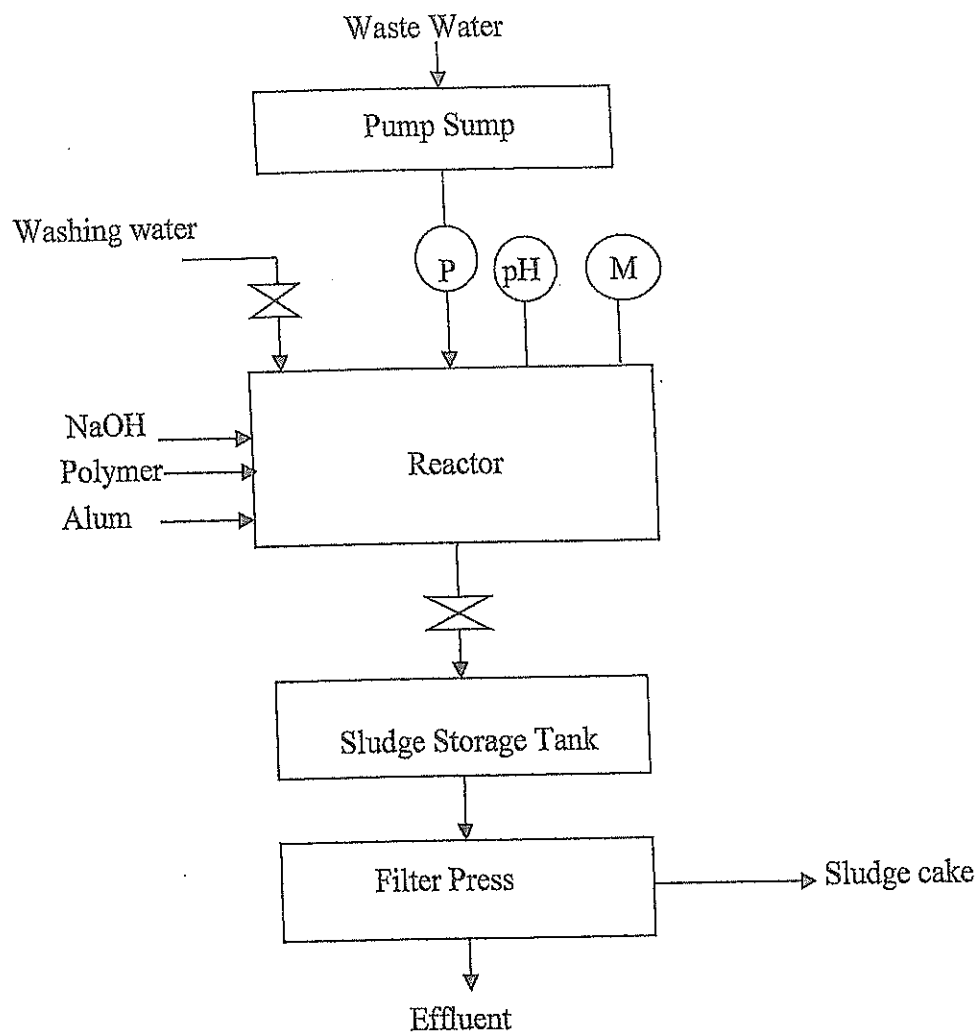 Waste Water
Pump Sump
Washing water
P
pH
M
NaOH
Polymer
Alum
Reactor
Sludge Storage Tank
Filter Press
Sludge cake
Effluent